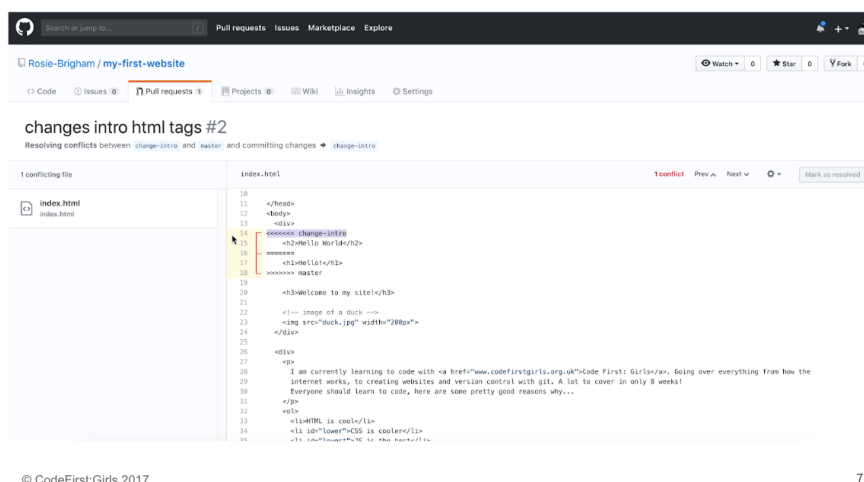 Search or jump to... / Pull requests Issues Marketplace Explore
Rosie-Brigham / my-first-website
Watch 0 Star 0 Fork
Code Issues 0 Pull requests 1 Projects 0 Wiki Insights Settings
changes intro html tags #2
Resolving conflicts between change-intro and master and committing changes → change-intro
1 conflicting file
index.html
index.html
index.html 1 conflict Prev Next Mark as resolved
10
11 </head>
12 <body>
13 <div>
14 <<<<<<< change-intro
15 <h2>Hello World</h2>
16 =======
17 <h1>Hello!</h1>
18 >>>>>>> master
19
20 <h3>Welcome to my site!</h3>
21
22 <!-- image of a duck -->
23 <img src="duck.jpg" width="200px">
24 </div>
25
26 <div>
27 <p>
28 I am currently learning to code with <a href="www.codefirstgirls.org.uk">Code First: Girls</a>. Going over everything from how the
29 internet works, to creating websites and version control with git. A lot to cover in only 8 weeks!
30 Everyone should learn to code, here are some pretty good reasons why...
31 </p>
32 <ol>
33 <li>HTML is cool</li>
34 <li id="lower">CSS is cooler</li>
35 <li id="lowest">JS is the best</li>
© CodeFirst:Girls 2017
7